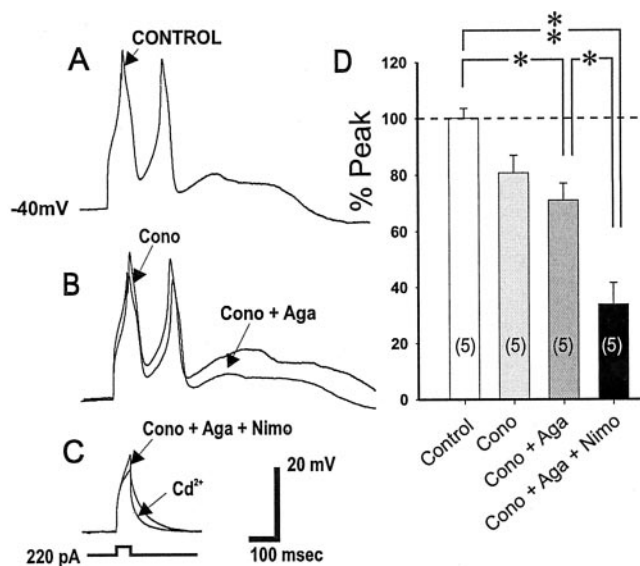 A
CONTROL
-40mV
B
Cono
Cono + Aga
C
Cono + Aga + Nimo
Cd²⁺
20 mV
100 msec
220 pA
D
*
*
*
*
% Peak
120
100
80
60
40
20
0
(5)
(5)
(5)
(5)
Control
Cono
Cono + Aga
Cono + Aga + Nimo